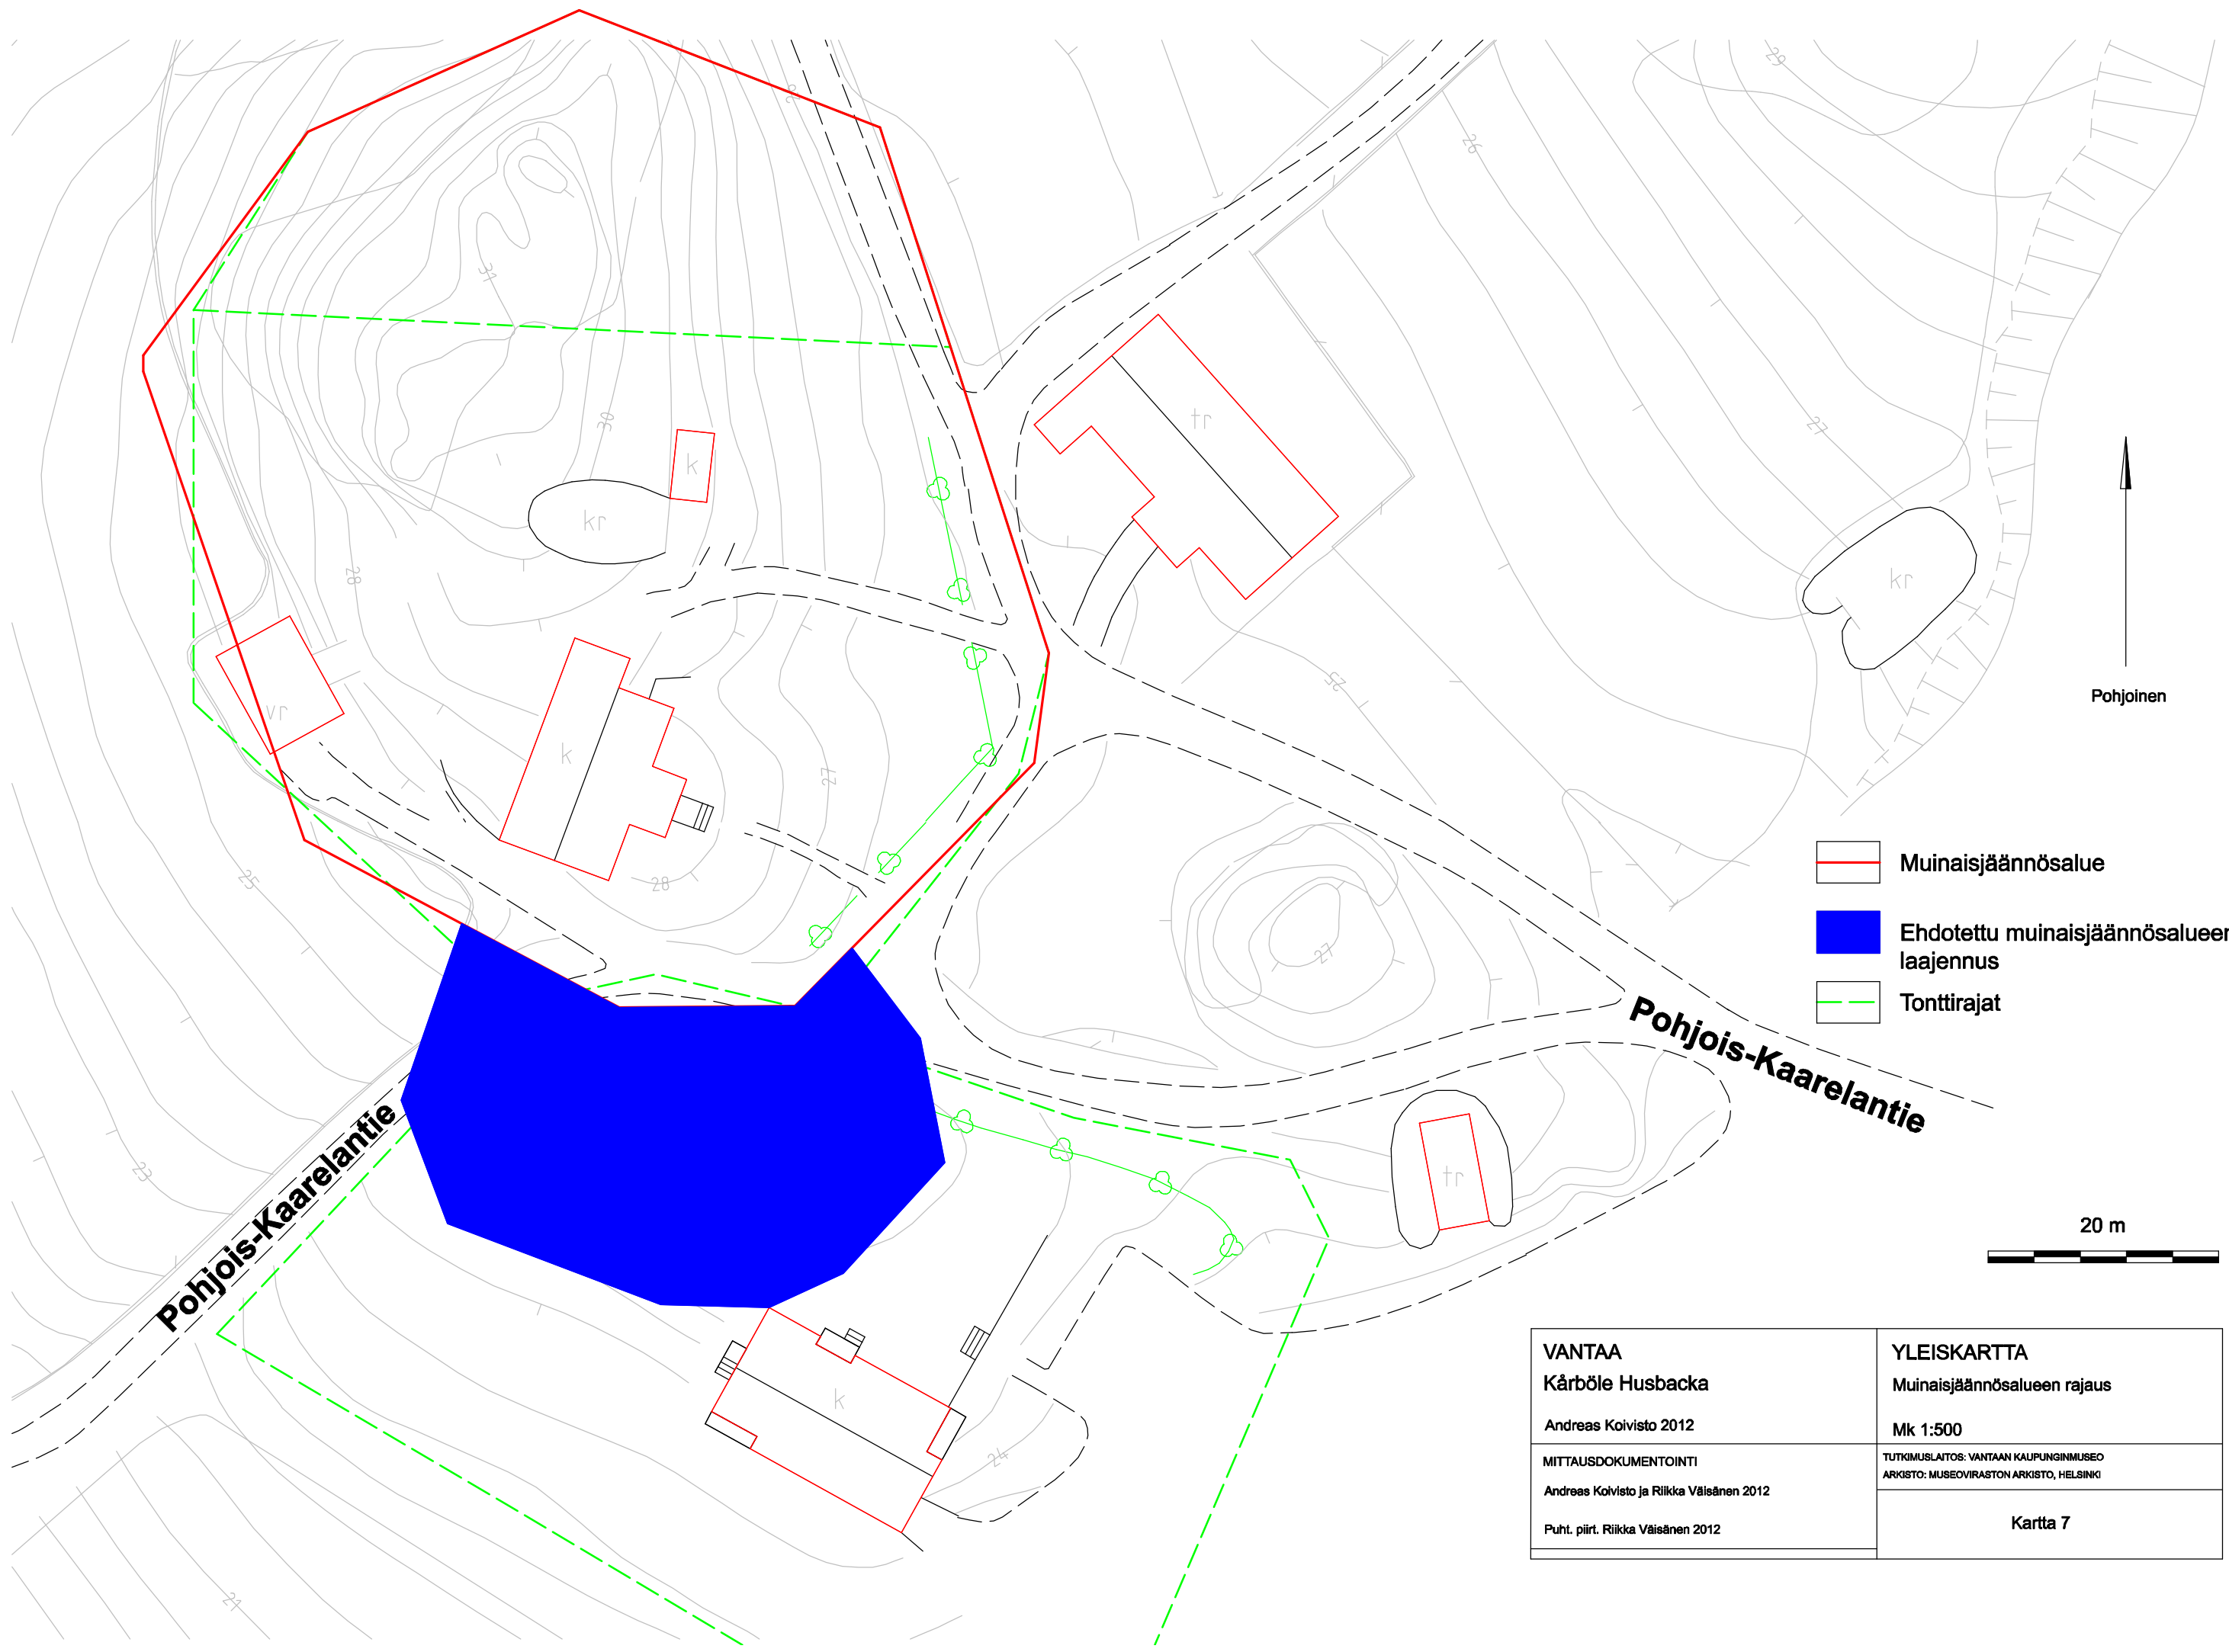 29
26
31
tr
30
k
kr
27
kr
28
25
vr
k
27
Pohjoinen
28
25
27
Muinaisjäännösalue
Ehdotettu muinaisjäännösalueen
laajennus
Tonttirajat
Pohjois-Kaarelantie
Pohjois-Kaarelantie
23
tr
20 m
k
24
21
VANTAA
Kårböle Husbacka
Andreas Koivisto 2012
MITTAUSDOKUMENTOINTI
Andreas Koivisto ja Riikka Väisänen 2012
Puht. piirt. Riikka Väisänen 2012
YLEISKARTTA
Muinaisjäännösalueen rajaus
Mk 1:500
TUTKIMUSLAITOS: VANTAAN KAUPUNGINMUSEO
ARKISTO: MUSEOVIRASTON ARKISTO, HELSINKI
Kartta 7